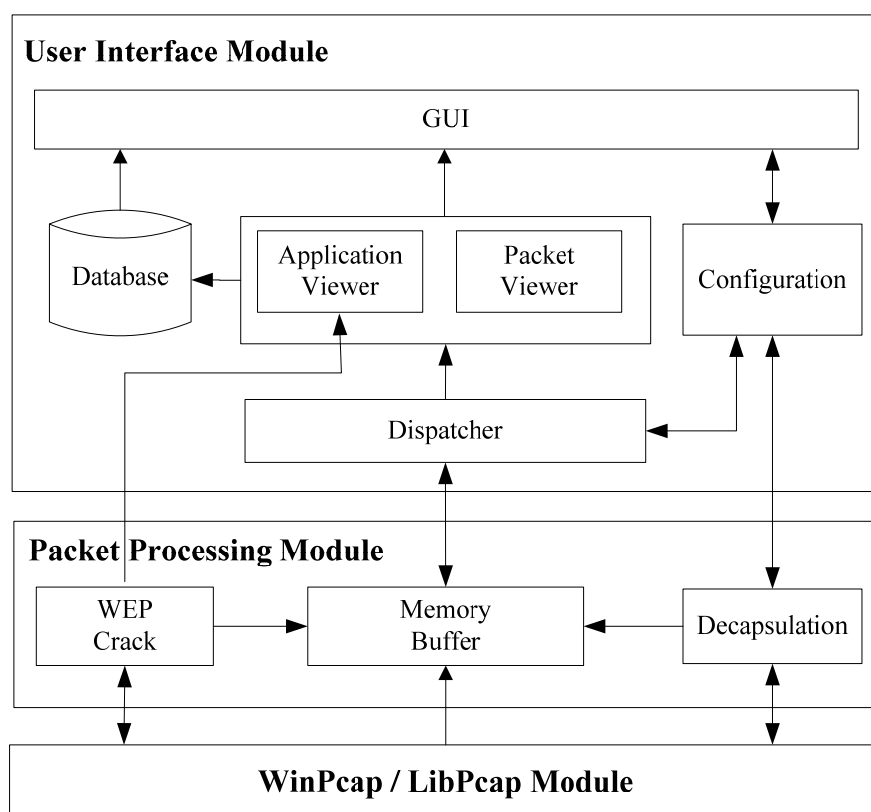 User Interface Module
GUI
Database
Application
Viewer
Packet
Viewer
Configuration
Dispatcher
Packet Processing Module
WEP
Crack
Memory
Buffer
Decapsulation
WinPcap / LibPcap Module